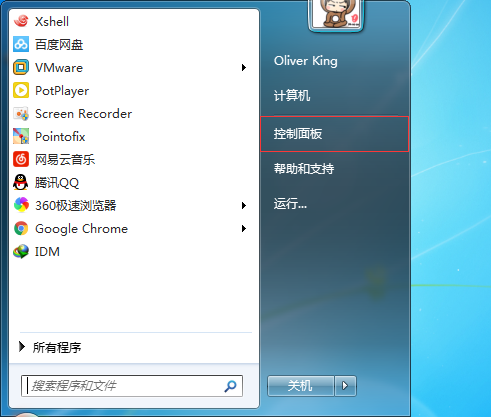 Xshell
百度网盘
VMware
PotPlayer
Screen Recorder
Pointofix
网易云音乐
腾讯QQ
360极速浏览器
Google Chrome
IDM
所有程序
搜索程序和文件
Oliver King
计算机
控制面板
帮助和支持
运行...
关机